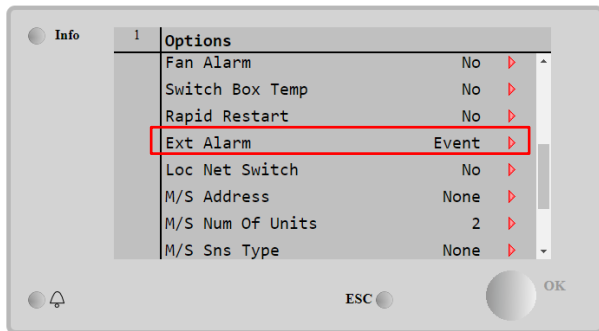 Info
1 Options
Fan Alarm No
Switch Box Temp No
Rapid Restart No
Ext Alarm Event
Loc Net Switch No
M/S Address None
M/S Num Of Units 2
M/S Sns Type None
ESC
OK